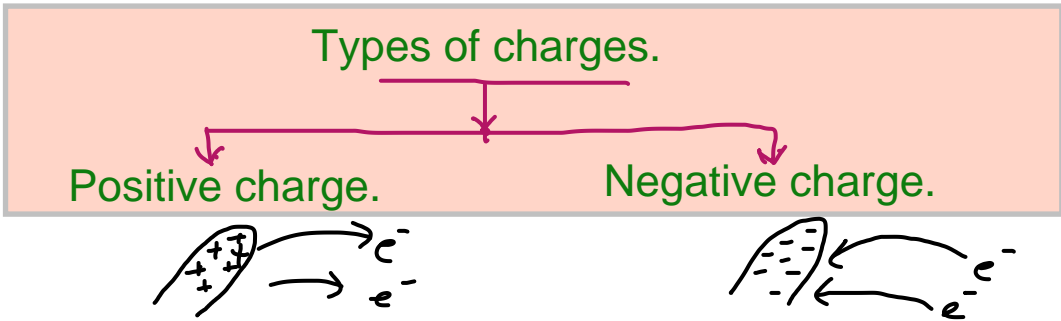 Types of charges.
Positive charge. Negative charge.
+ + + + + + e⁻ - - - - - - - e⁻
e⁻ e⁻